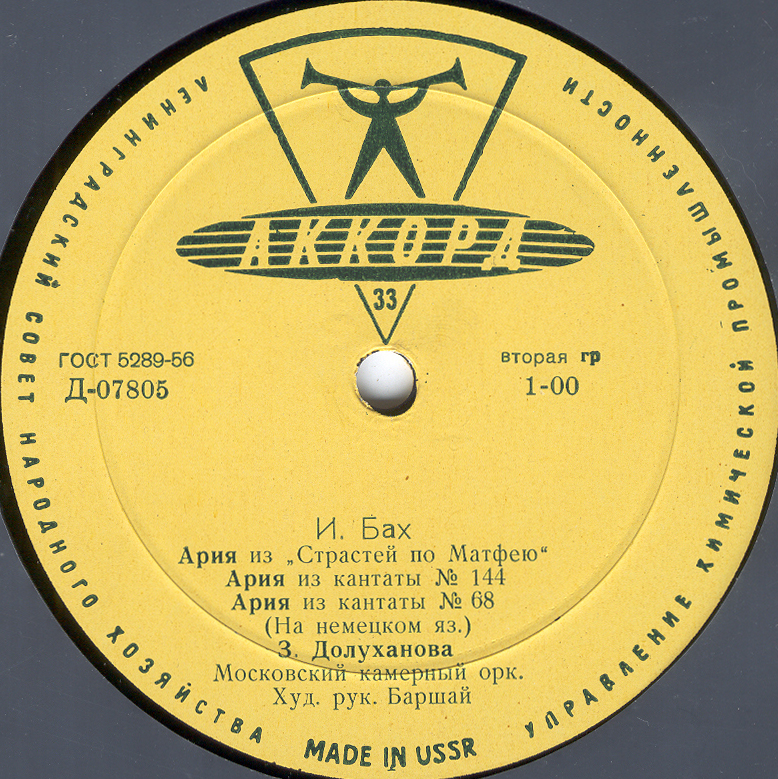 ЛЕНИНГРАДСКИЙ СОВЕТ НАРОДНОГО ХОЗЯЙСТВА
УПРАВЛЕНИЕ ХИМИЧЕСКОЙ ПРОМЫШЛЕННОСТИ
АККОРД
33
ГОСТ 5289-56
Д-07805
вторая гр
1-00
И. Бах
Ария из „Страстей по Матфею“
Ария из кантаты № 144
Ария из кантаты № 68
(На немецком яз.)
З. Долуханова
Московский камерный орк.
Худ. рук. Баршай
MADE IN USSR